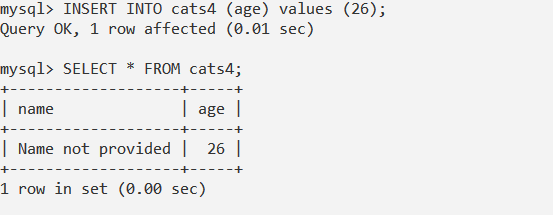 mysql> INSERT INTO cats4 (age) values (26);
Query OK, 1 row affected (0.01 sec)

mysql> SELECT * FROM cats4;
+-------------------+-----+
| name              | age |
+-------------------+-----+
| Name not provided |  26 |
+-------------------+-----+
1 row in set (0.00 sec)